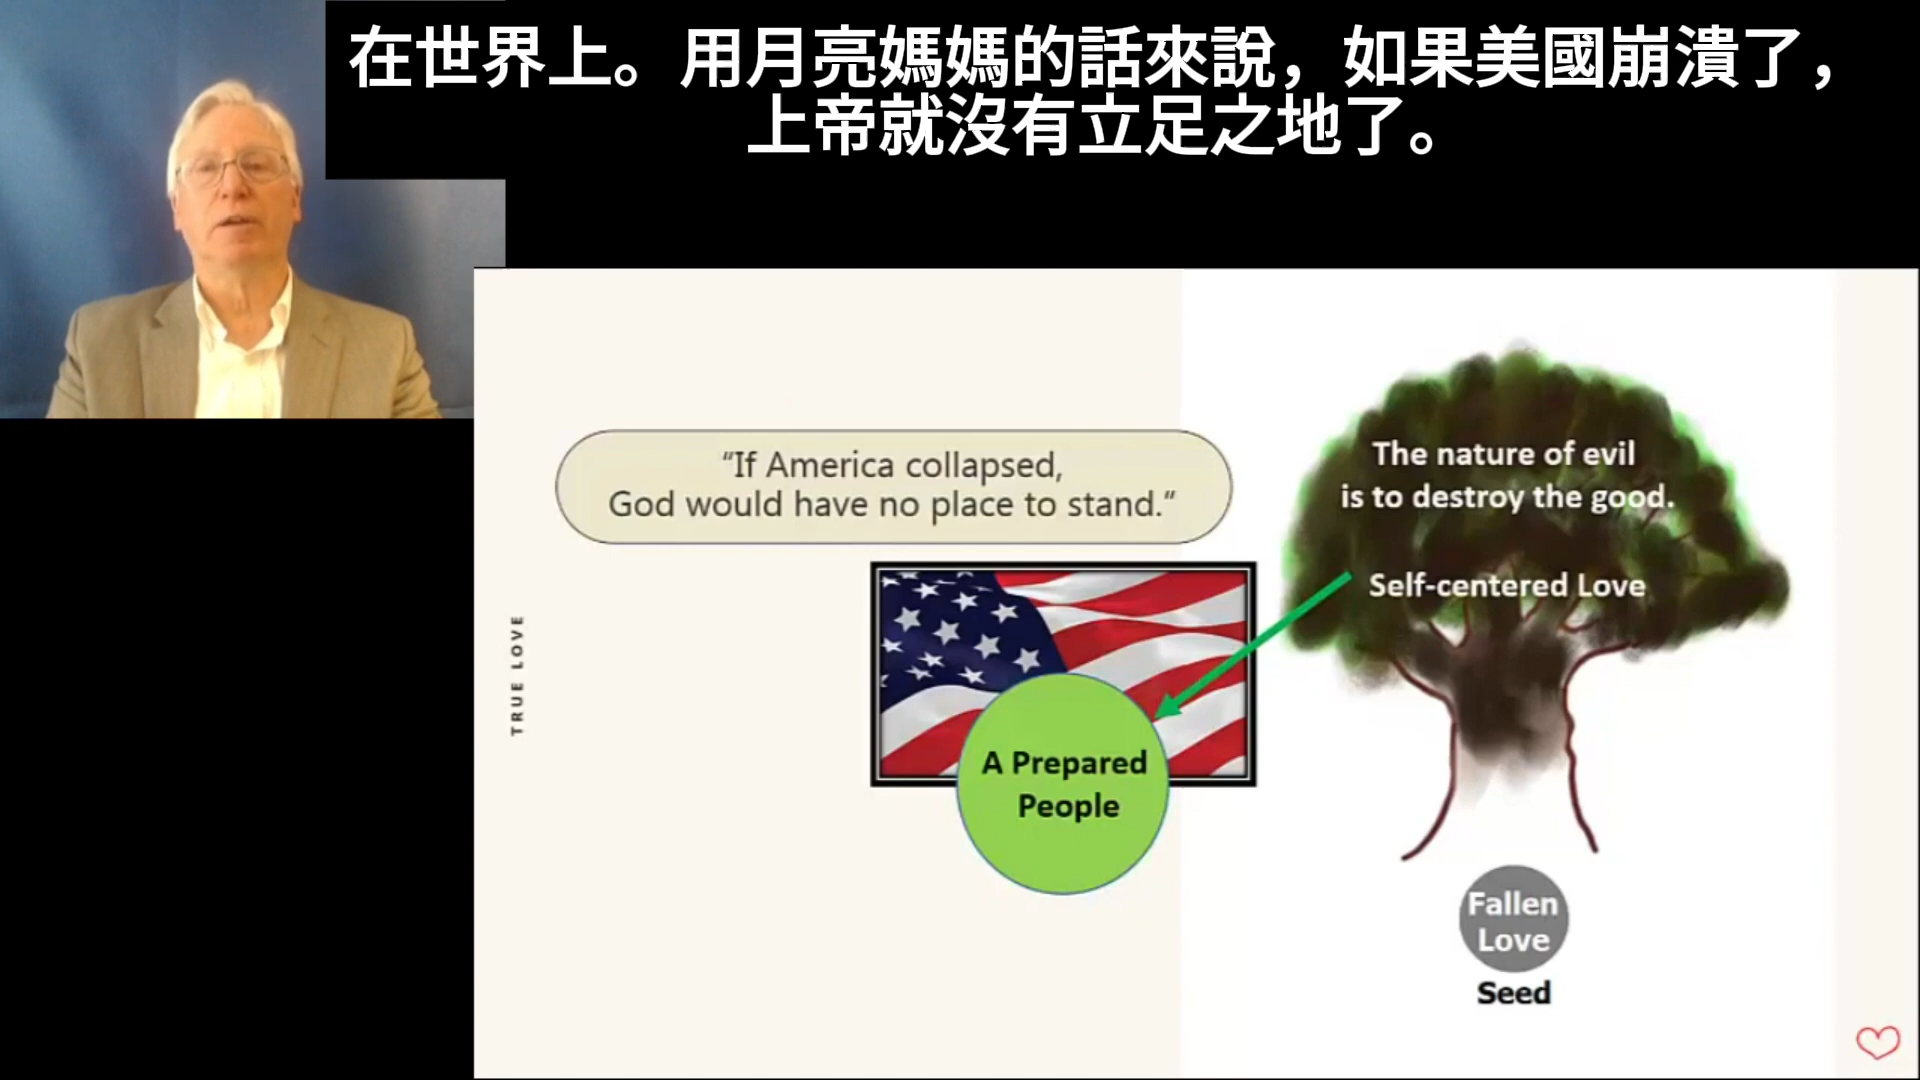 在世界上。用月亮媽媽的話來說，如果美國崩潰了，
上帝就沒有立足之地了。
“If America collapsed,
God would have no place to stand.“
The nature of evil
is to destroy the good.
Self-centered Love
TRUE LOVE
A Prepared
People
Fallen
Love
Seed